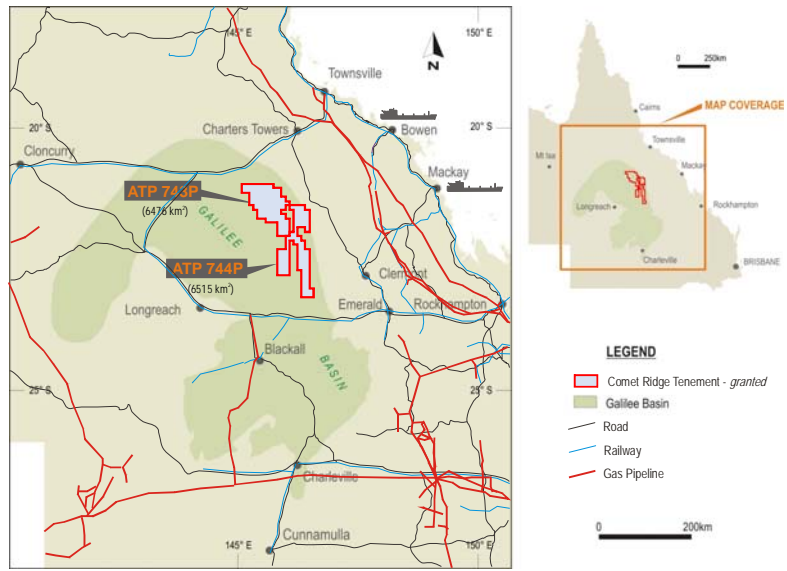 145° E
150° E
N
Townsville
20° S
20° S
Charters Towers
Bowen
Cloncurry
Mackay
ATP 743P
(6476 km²)
GALILEE
ATP 744P
(6515 km²)
Clermont
Longreach
Emerald
Rockhampton
Blackall
BASIN
25° S
25° S
Charleville
145° E
150° E
Cunnamulla
0 250km
Cairns
MAP COVERAGE
Townsville
Mt Isa
Mackay
Longreach
Rockhampton
Charleville
BRISBANE
LEGEND
Comet Ridge Tenement - granted
Galilee Basin
Road
Railway
Gas Pipeline
0 200km